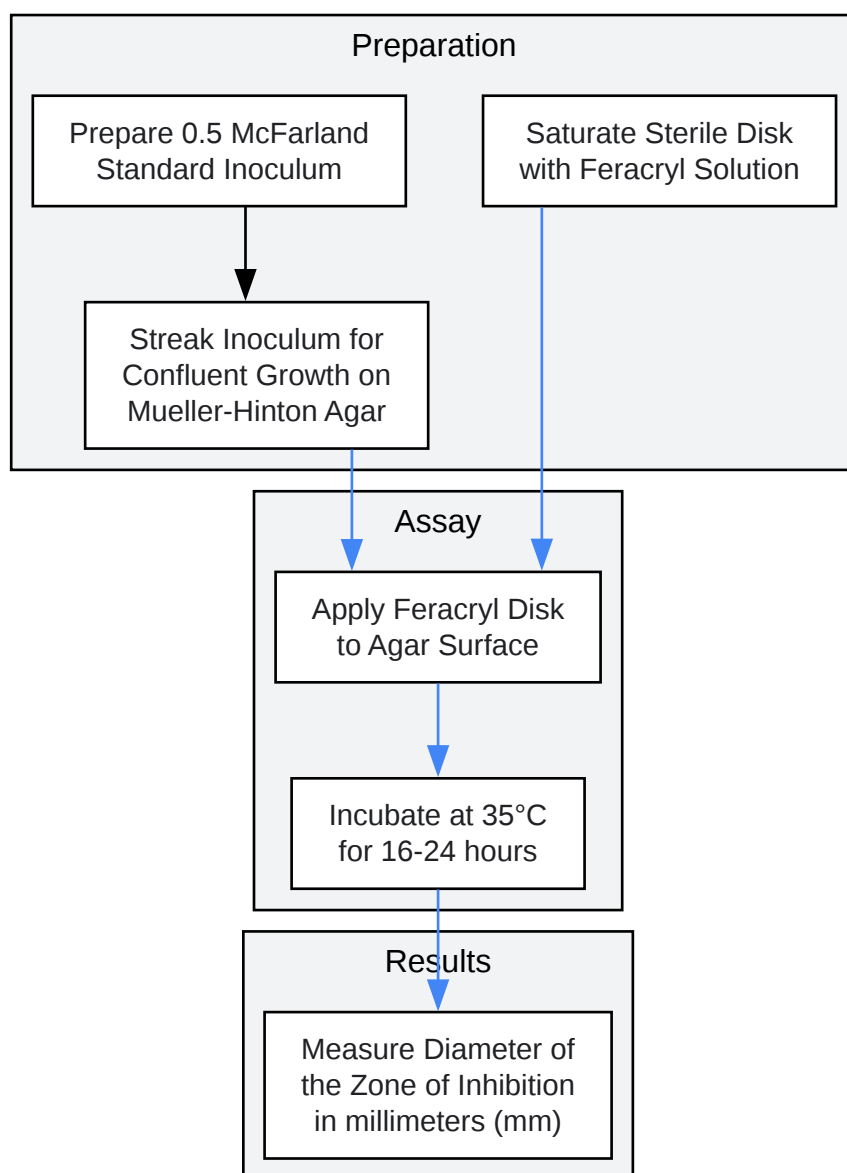 Preparation
Prepare 0.5 McFarland
Standard Inoculum
Saturate Sterile Disk
with Feracryl Solution
Streak Inoculum for
Confluent Growth on
Mueller-Hinton Agar
Assay
Apply Feracryl Disk
to Agar Surface
Incubate at 35°C
for 16-24 hours
Results
Measure Diameter of
the Zone of Inhibition
in millimeters (mm)